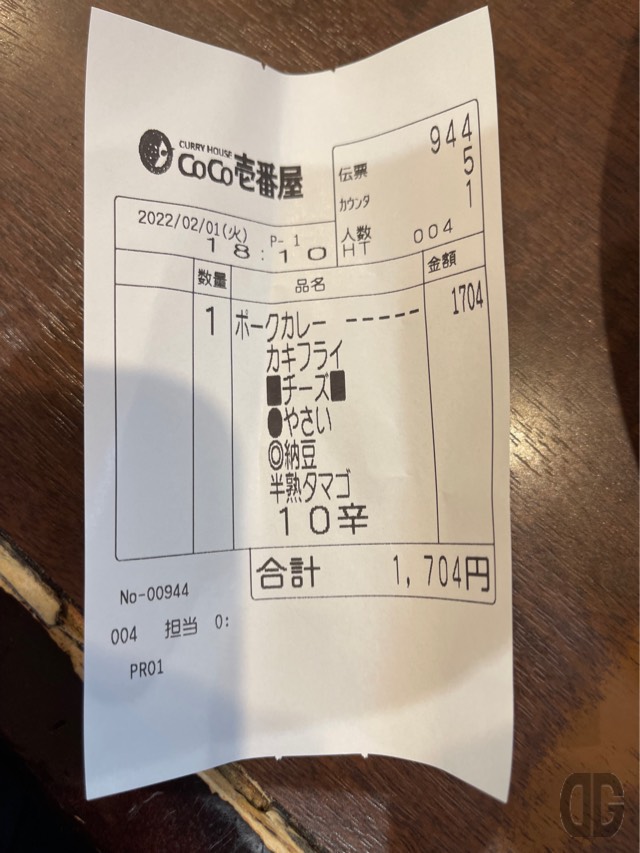 CURRY HOUSE
CoCo壱番屋
伝票 944
カウンタ 5
人数 1
HT 004
2022/02/01(火) P- 1
18:10
数量 品名 金額
1 ポークカレー ----- 1704
カキフライ
■チーズ■
●やさい
◎納豆
半熟タマゴ
10辛
合計 1,704円
No-00944
004 担当 0:
PR01
DG